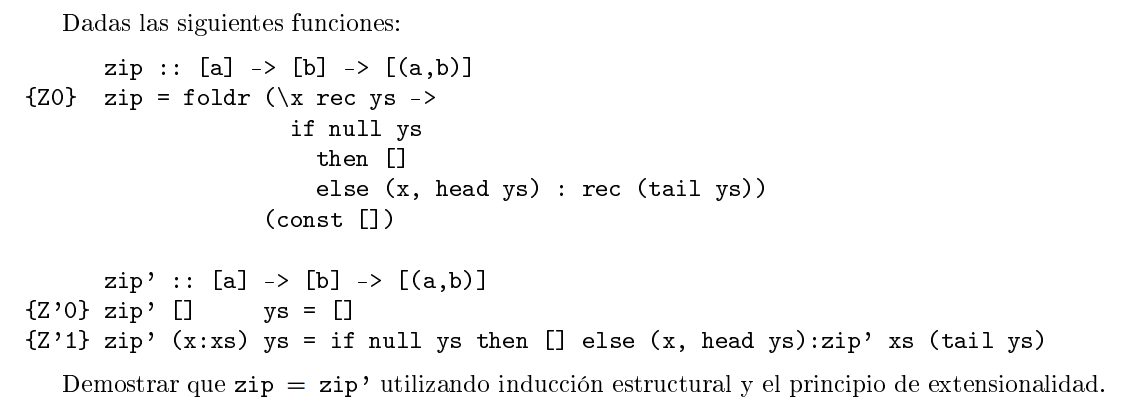 Dadas las siguientes funciones:
zip :: [a] -> [b] -> [(a,b)]
{Z0} zip = foldr (\x rec ys ->
if null ys
then []
else (x, head ys) : rec (tail ys))
(const [])
zip' :: [a] -> [b] -> [(a,b)]
{Z'0} zip' [] ys = []
{Z'1} zip' (x:xs) ys = if null ys then [] else (x, head ys):zip' xs (tail ys)
Demostrar que zip = zip' utilizando inducción estructural y el principio de extensionalidad.